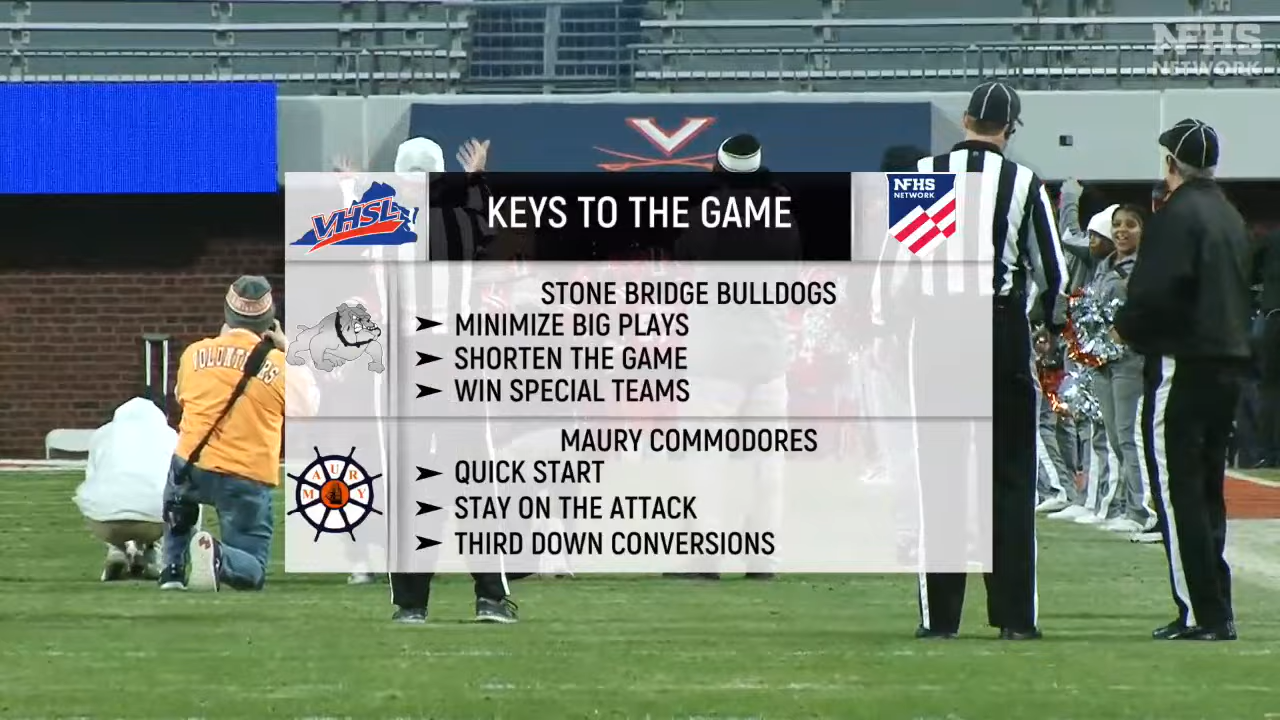 NFHS
NETWORK
VHSL
KEYS TO THE GAME
NFHS
NETWORK
VOLUNTEERS
STONE BRIDGE BULLDOGS
MINIMIZE BIG PLAYS
SHORTEN THE GAME
WIN SPECIAL TEAMS
MAURY
MAURY COMMODORES
QUICK START
STAY ON THE ATTACK
THIRD DOWN CONVERSIONS